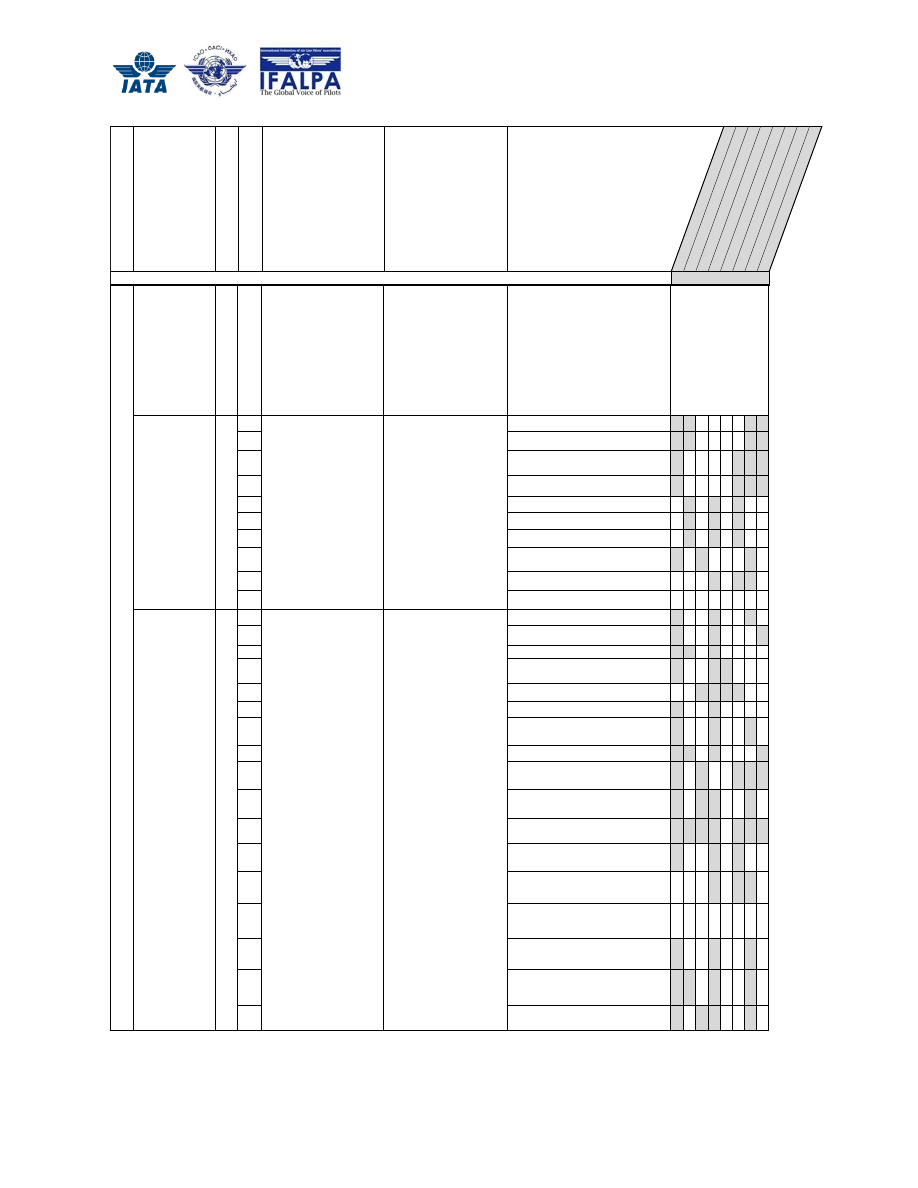 IATA
ICAO · OACI · ИКАО
International Federation of Air Line Pilots' Associations
IFALPA
The Global Voice of Pilots